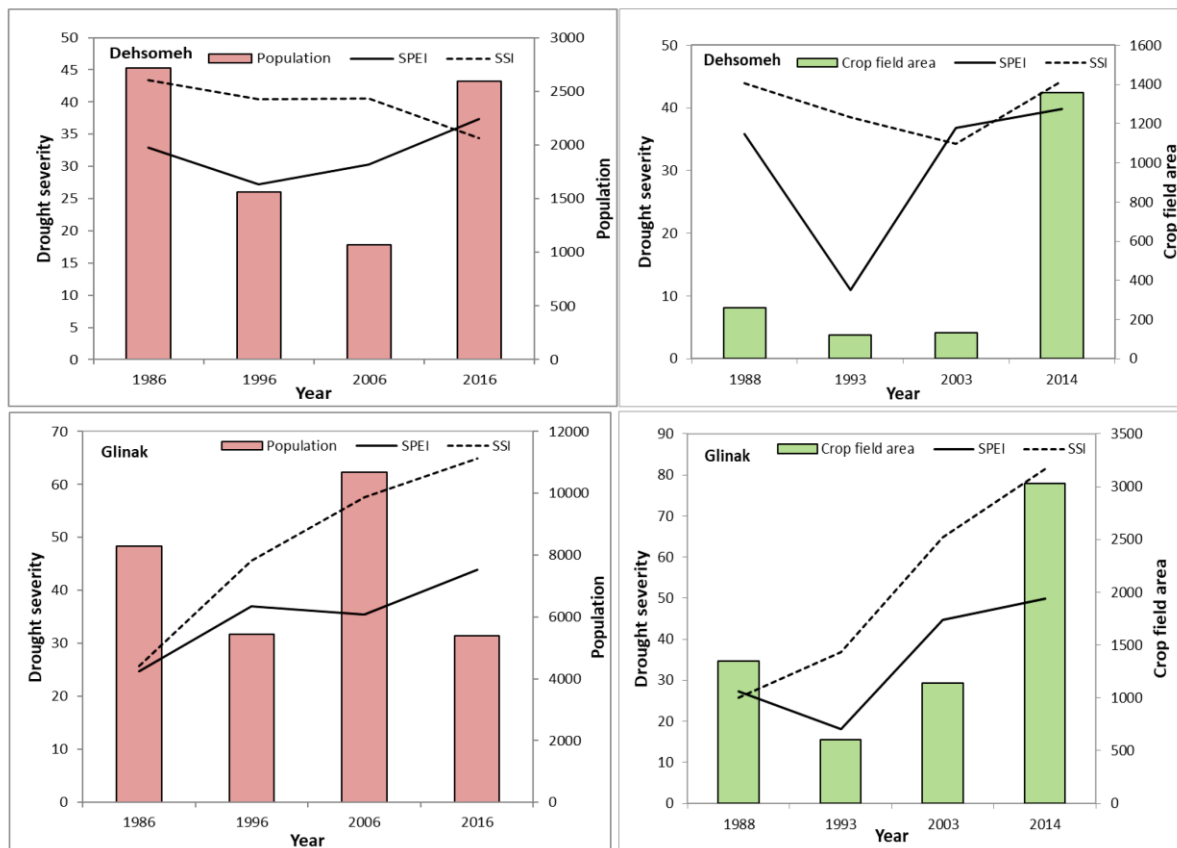 Dehsomeh
Population SPEI SSI
50
45
40
35
30
25
20
15
10
5
0
Drought severity
3000
2500
2000
1500
1000
500
0
Population
1986 1996 2006 2016
Year
Dehsomeh
Crop field area SPEI SSI
50
40
30
20
10
0
Drought severity
1600
1400
1200
1000
800
600
400
200
0
Crop field area
1988 1993 2003 2014
Year
Glinak
Population SPEI SSI
70
60
50
40
30
20
10
0
Drought severity
12000
10000
8000
6000
4000
2000
0
Population
1986 1996 2006 2016
Year
Glinak
Crop field area SPEI SSI
90
80
70
60
50
40
30
20
10
0
Drought severity
3500
3000
2500
2000
1500
1000
500
0
Crop field area
1988 1993 2003 2014
Year